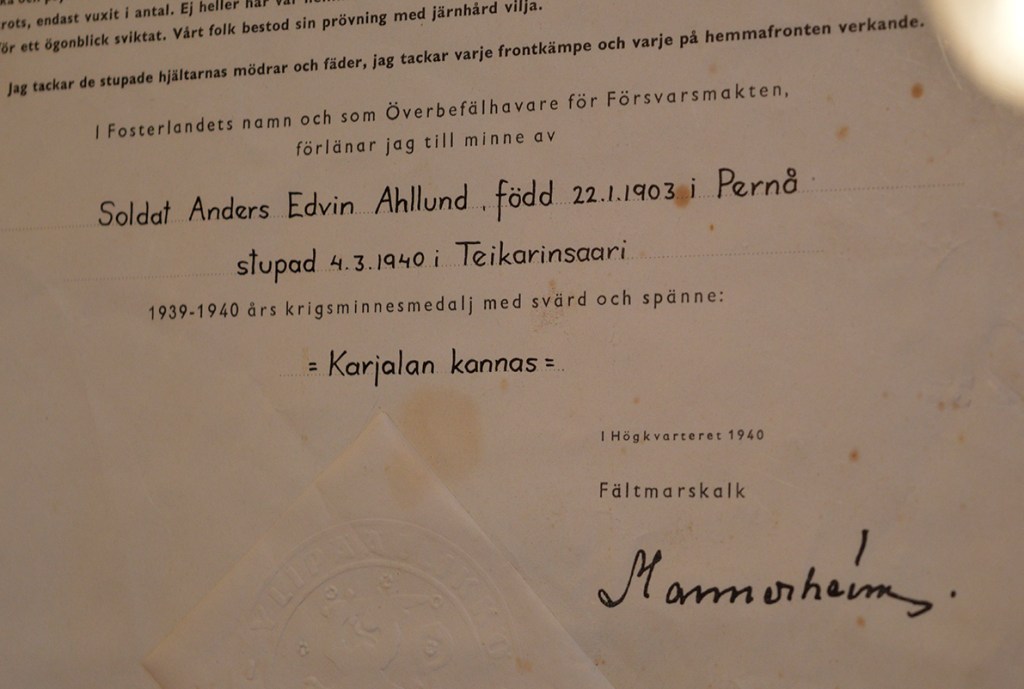 rots, endast vuxit i antal. Ej heller har
ör ett ögonblick sviktat. Vårt folk bestod sin prövning med järnhård vilja.
Jag tackar de stupade hjältarnas mödrar och fäder, jag tackar varje frontkämpe och varje på hemmafronten verkande.
I Fosterlandets namn och som Överbefälhavare för Försvarsmakten,
förlänar jag till minne av
Soldat Anders Edvin Ahllund, född 22.1.1903 i Pernå
stupad 4.3.1940 i Teikarinsaari
1939-1940 års krigsminnesmedalj med svärd och spänne:
= Karjalan kannas =
I Högkvarteret 1940
Fältmarskalk
Mannerheim.